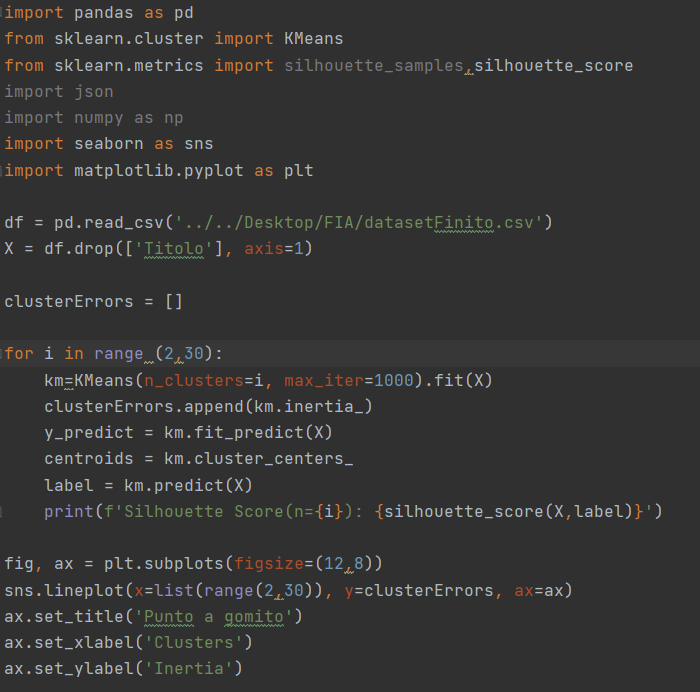 import pandas as pd
from sklearn.cluster import KMeans
from sklearn.metrics import silhouette_samples,silhouette_score
import json
import numpy as np
import seaborn as sns
import matplotlib.pyplot as plt
df = pd.read_csv('../../Desktop/FIA/datasetFinito.csv')
X = df.drop(['Titolo'], axis=1)
clusterErrors = []
for i in range (2,30):
    km=KMeans(n_clusters=i, max_iter=1000).fit(X)
    clusterErrors.append(km.inertia_)
    y_predict = km.fit_predict(X)
    centroids = km.cluster_centers_
    label = km.predict(X)
    print(f'Silhouette Score(n={i}): {silhouette_score(X,label)}')
fig, ax = plt.subplots(figsize=(12,8))
sns.lineplot(x=list(range(2,30)), y=clusterErrors, ax=ax)
ax.set_title('Punto a gomito')
ax.set_xlabel('Clusters')
ax.set_ylabel('Inertia')